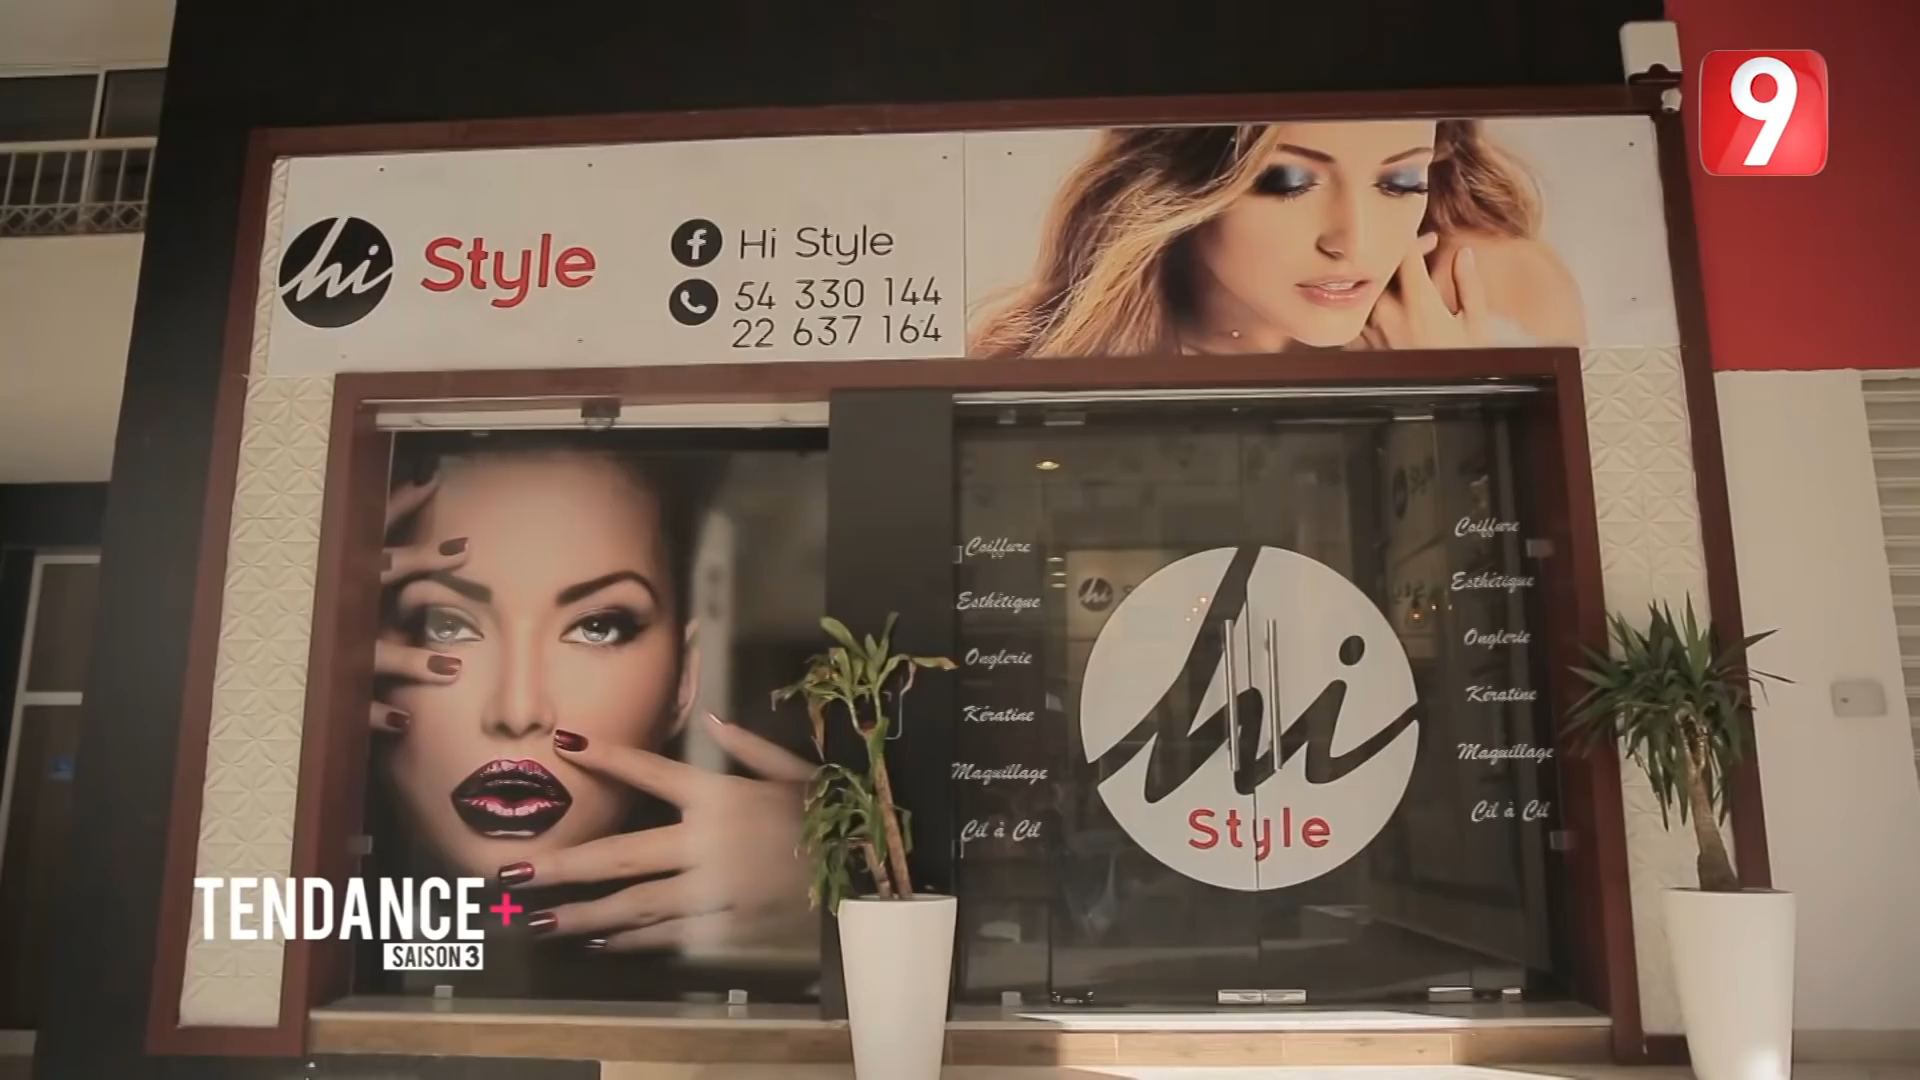 9
hi Style
Hi Style
54 330 144
22 637 164
Coiffure
Esthétique
Onglerie
Kératine
Maquillage
Cil à Cil
hi
Style
Coiffure
Esthétique
Onglerie
Kératine
Maquillage
Cil à Cil
hi
TENDANCE+
SAISON 3